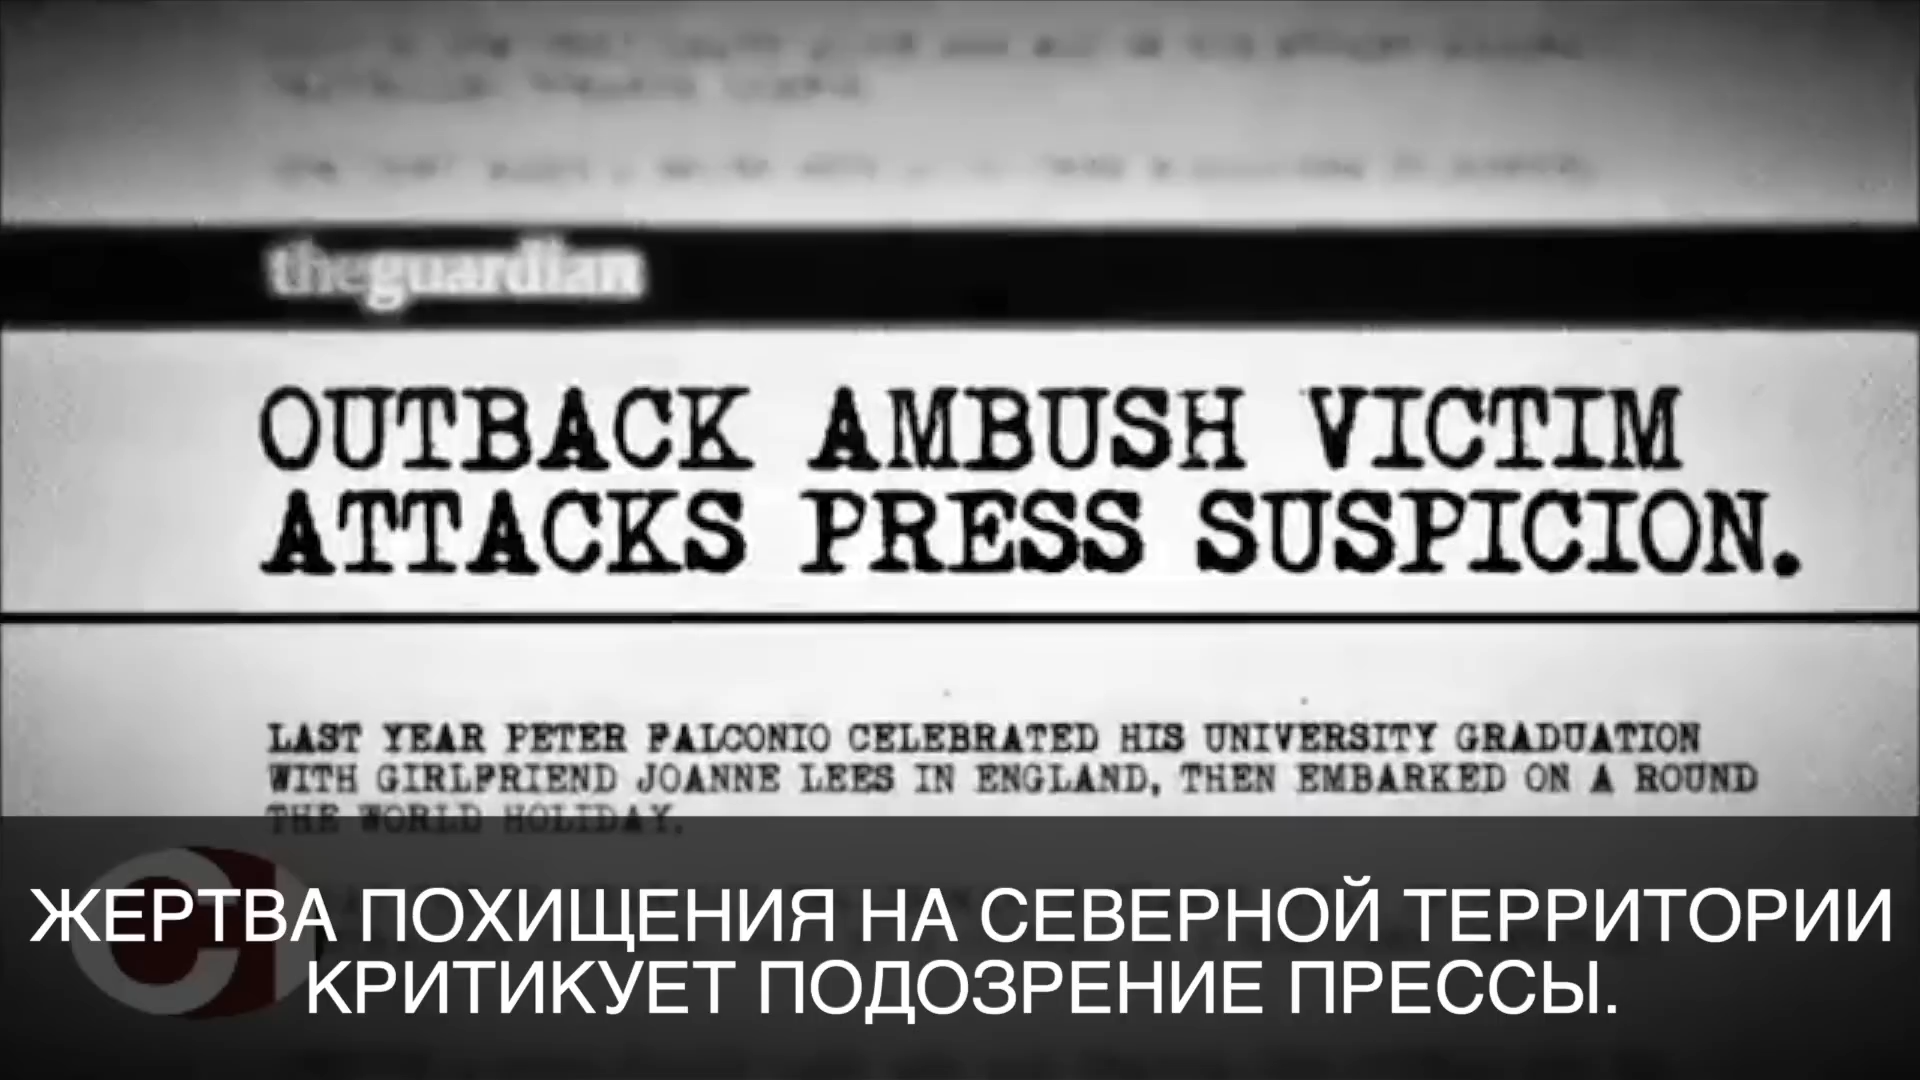 theguardian
OUTBACK AMBUSH VICTIM
ATTACKS PRESS SUSPICION.
LAST YEAR PETER FALCONIO CELEBRATED HIS UNIVERSITY GRADUATION
WITH GIRLFRIEND JOANNE LEES IN ENGLAND, THEN EMBARKED ON A ROUND
THE WORLD HOLIDAY.
ЖЕРТВА ПОХИЩЕНИЯ НА СЕВЕРНОЙ ТЕРРИТОРИИ
КРИТИКУЕТ ПОДОЗРЕНИЕ ПРЕССЫ.